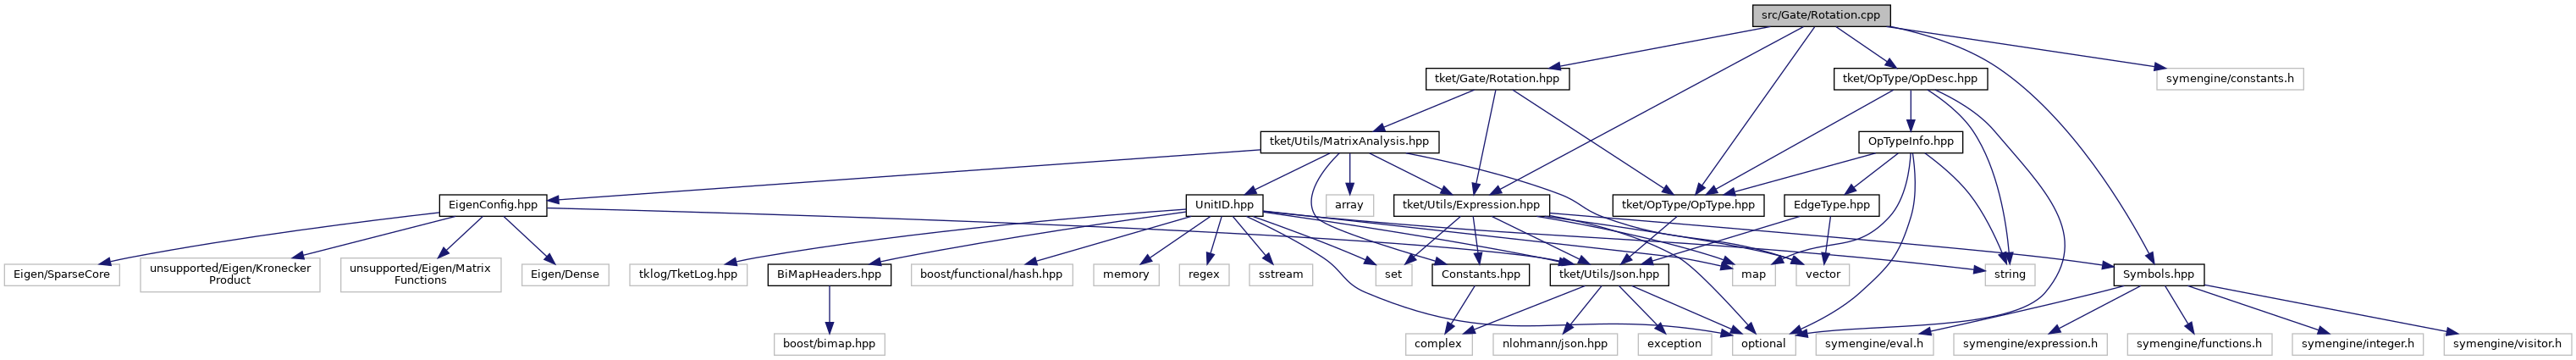 src/Gate/Rotation.cpp
tket/Gate/Rotation.hpp
tket/OpType/OpDesc.hpp
symengine/constants.h
tket/Utils/MatrixAnalysis.hpp
OpTypeInfo.hpp
EigenConfig.hpp
UnitID.hpp
array
tket/Utils/Expression.hpp
tket/OpType/OpType.hpp
EdgeType.hpp
Eigen/SparseCore
unsupported/Eigen/Kronecker
Product
unsupported/Eigen/Matrix
Functions
Eigen/Dense
tklog/TketLog.hpp
BiMapHeaders.hpp
boost/functional/hash.hpp
memory
regex
sstream
set
Constants.hpp
tket/Utils/Json.hpp
map
vector
string
Symbols.hpp
boost/bimap.hpp
complex
nlohmann/json.hpp
exception
optional
symengine/eval.h
symengine/expression.h
symengine/functions.h
symengine/integer.h
symengine/visitor.h